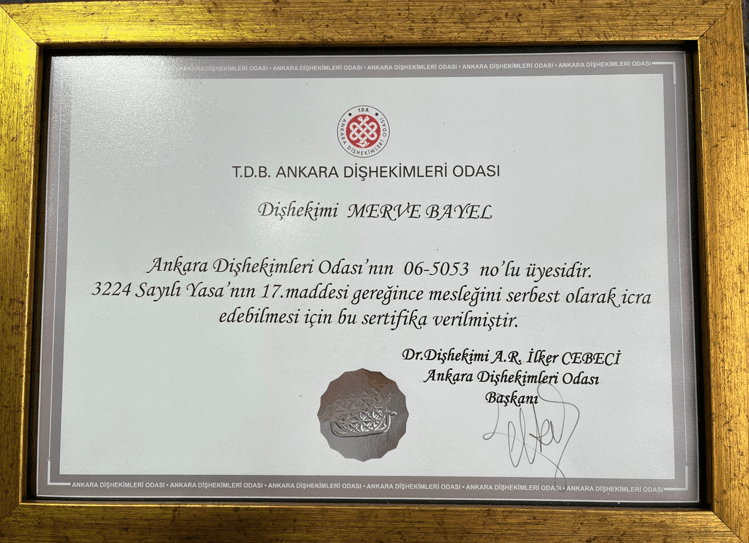 ANKARA DİŞHEKİMLERİ ODASI • ANKARA DİŞHEKİMLERİ ODASI • ANKARA DİŞHEKİMLERİ ODASI • ANKARA DİŞHEKİMLERİ ODASI • ANKARA DİŞHEKİMLERİ ODASI
T.D.B.
ANKARA DİŞHEKİMLERİ ODASI
T.D.B. ANKARA DİŞHEKİMLERİ ODASI
Dişhekimi MERVE BAYEL
Ankara Dişhekimleri Odası'nın 06-5053 no'lu üyesidir.
3224 Sayılı Yasa'nın 17.maddesi gereğince mesleğini serbest olarak icra
edebilmesi için bu sertifika verilmiştir.
Dr.Dişhekimi A.R. İlker CEBECİ
Ankara Dişhekimleri Odası
Başkanı
ANKARA DİŞHEKİMLERİ ODASI • ANKARA DİŞHEKİMLERİ ODASI • ANKARA DİŞHEKİMLERİ ODASI • ANKARA DİŞHEKİMLERİ ODASI • ANKARA DİŞHEKİMLERİ ODASI • ANKARA DİŞHEKİMLERİ ODASI